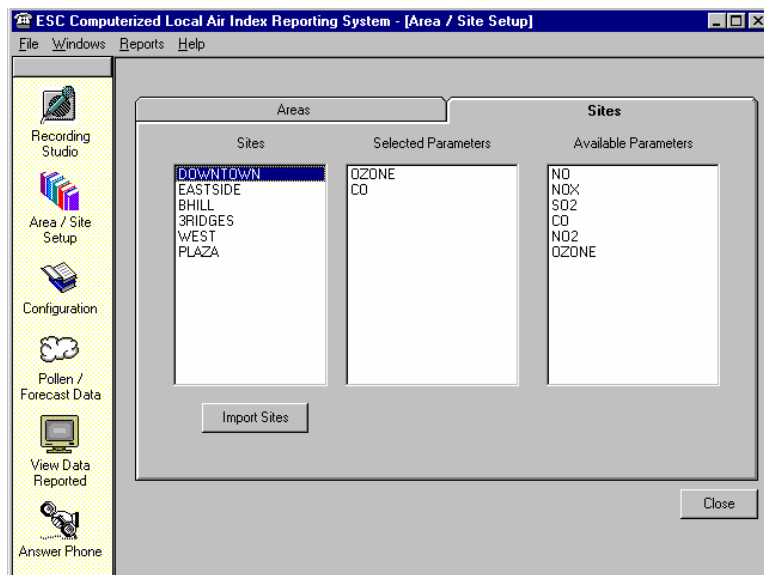 ESC Computerized Local Air Index Reporting System - [Area / Site Setup]
File Windows Reports Help
Recording
Studio
Area / Site
Setup
Configuration
Pollen /
Forecast Data
View Data
Reported
Answer Phone
Areas
Sites
Sites
Selected Parameters
Available Parameters
DOWNTOWN
EASTSIDE
BHILL
3RIDGES
WEST
PLAZA
OZONE
CO
NO
NOX
SO2
CO
NO2
OZONE
Import Sites
Close